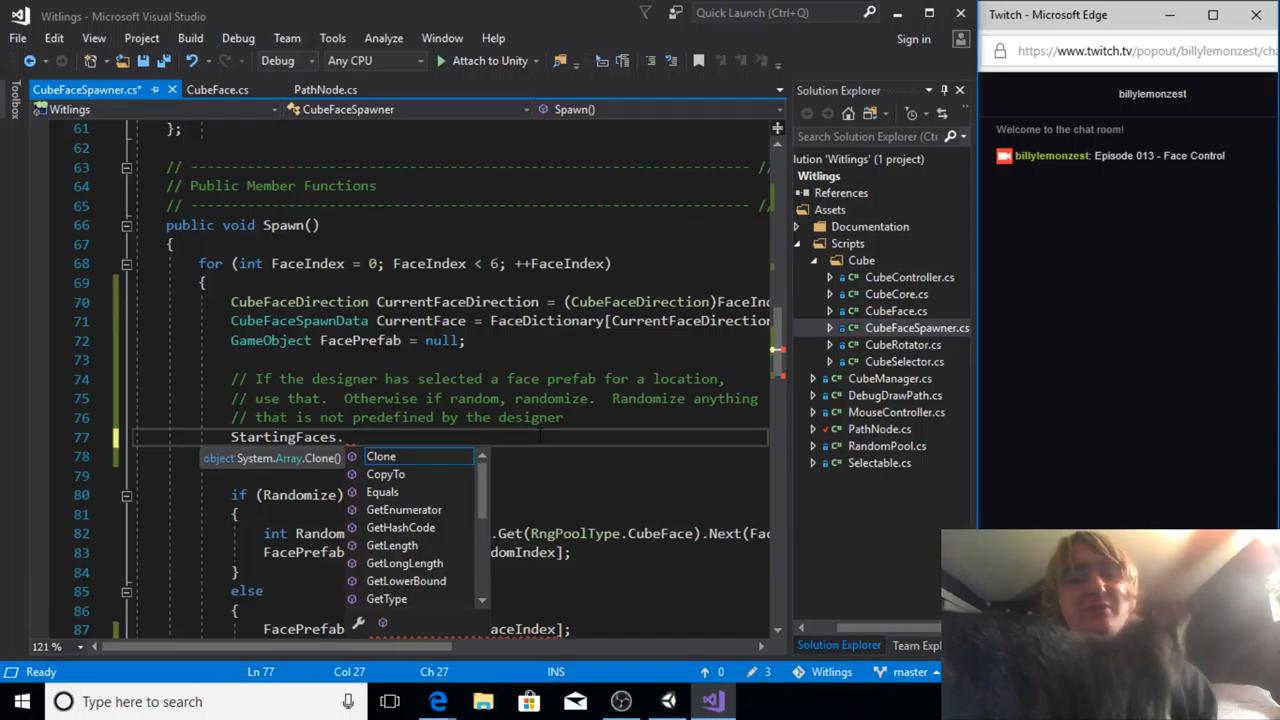 Witlings - Microsoft Visual Studio
Quick Launch (Ctrl+Q)
File Edit View Project Build Debug Team Tools Analyze Window Help
Sign in
Debug Any CPU Attach to Unity
CubeFaceSpawner.cs* CubeFace.cs PathNode.cs
Witlings CubeFaceSpawner Spawn()
Toolbox
61 };
62
63 // ---------------------------------------------------------------------- //
64 // Public Member Functions
65 // ---------------------------------------------------------------------- //
66 public void Spawn()
67 {
68 for (int FaceIndex = 0; FaceIndex < 6; ++FaceIndex)
69 {
70 CubeFaceDirection CurrentFaceDirection = (CubeFaceDirection)FaceInd
71 CubeFaceSpawnData CurrentFace = FaceDictionary[CurrentFaceDirection
72 GameObject FacePrefab = null;
73
74 // If the designer has selected a face prefab for a location,
75 // use that.  Otherwise if random, randomize.  Randomize anything
76 // that is not predefined by the designer
77 StartingFaces.
78 object System.Array.Clone() Clone
CopyTo
79
Equals
80 if (Randomize)
GetEnumerator
81 {
GetHashCode
82 int Random .Get(RngPoolType.CubeFace).Next(Fac
GetLength
83 FacePrefab domIndex];
GetLongLength
84 }
GetLowerBound
85 else
GetType
86 {
87 FacePrefab aceIndex];
121 %
Ready Ln 77 Col 27 Ch 27 INS 0 3 Witlings master
Type here to search
Solution Explorer
Search Solution Explorer (Ctrl
lution 'Witlings' (1 project)
Witlings
References
Assets
Documentation
Scripts
Cube
CubeController.cs
CubeCore.cs
CubeFace.cs
CubeFaceSpawner.cs
CubeRotator.cs
CubeSelector.cs
CubeManager.cs
DebugDrawPath.cs
MouseController.cs
PathNode.cs
RandomPool.cs
Selectable.cs
Solution Explorer Team Expl
Twitch - Microsoft Edge
https://www.twitch.tv/popout/billylemonzest/cha
billylemonzest
Welcome to the chat room!
billylemonzest: Episode 013 - Face Control